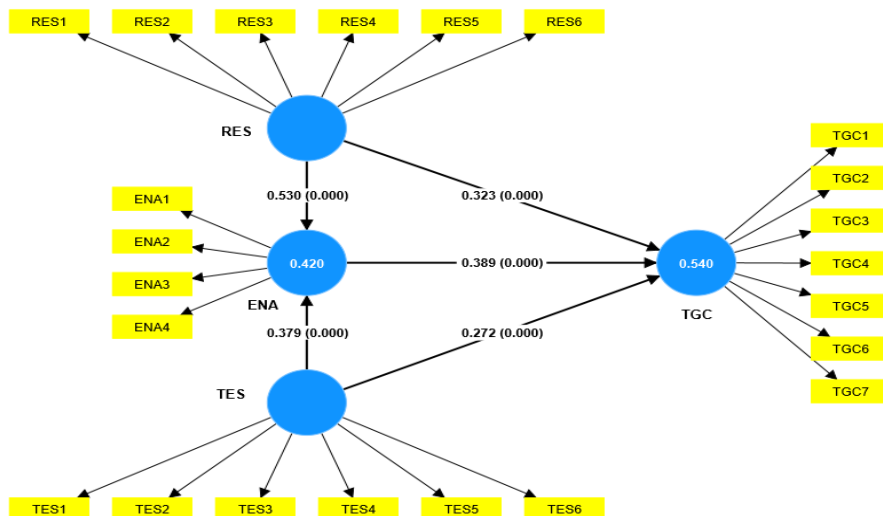 RES1 RES2 RES3 RES4 RES5 RES6
RES
TGC1
TGC2
TGC3
TGC4
TGC5
TGC6
TGC7
0.530 (0.000)
0.323 (0.000)
ENA1
ENA2
ENA3
ENA4
0.420
ENA
0.389 (0.000)
0.540
TGC
0.379 (0.000)
0.272 (0.000)
TES
TES1 TES2 TES3 TES4 TES5 TES6